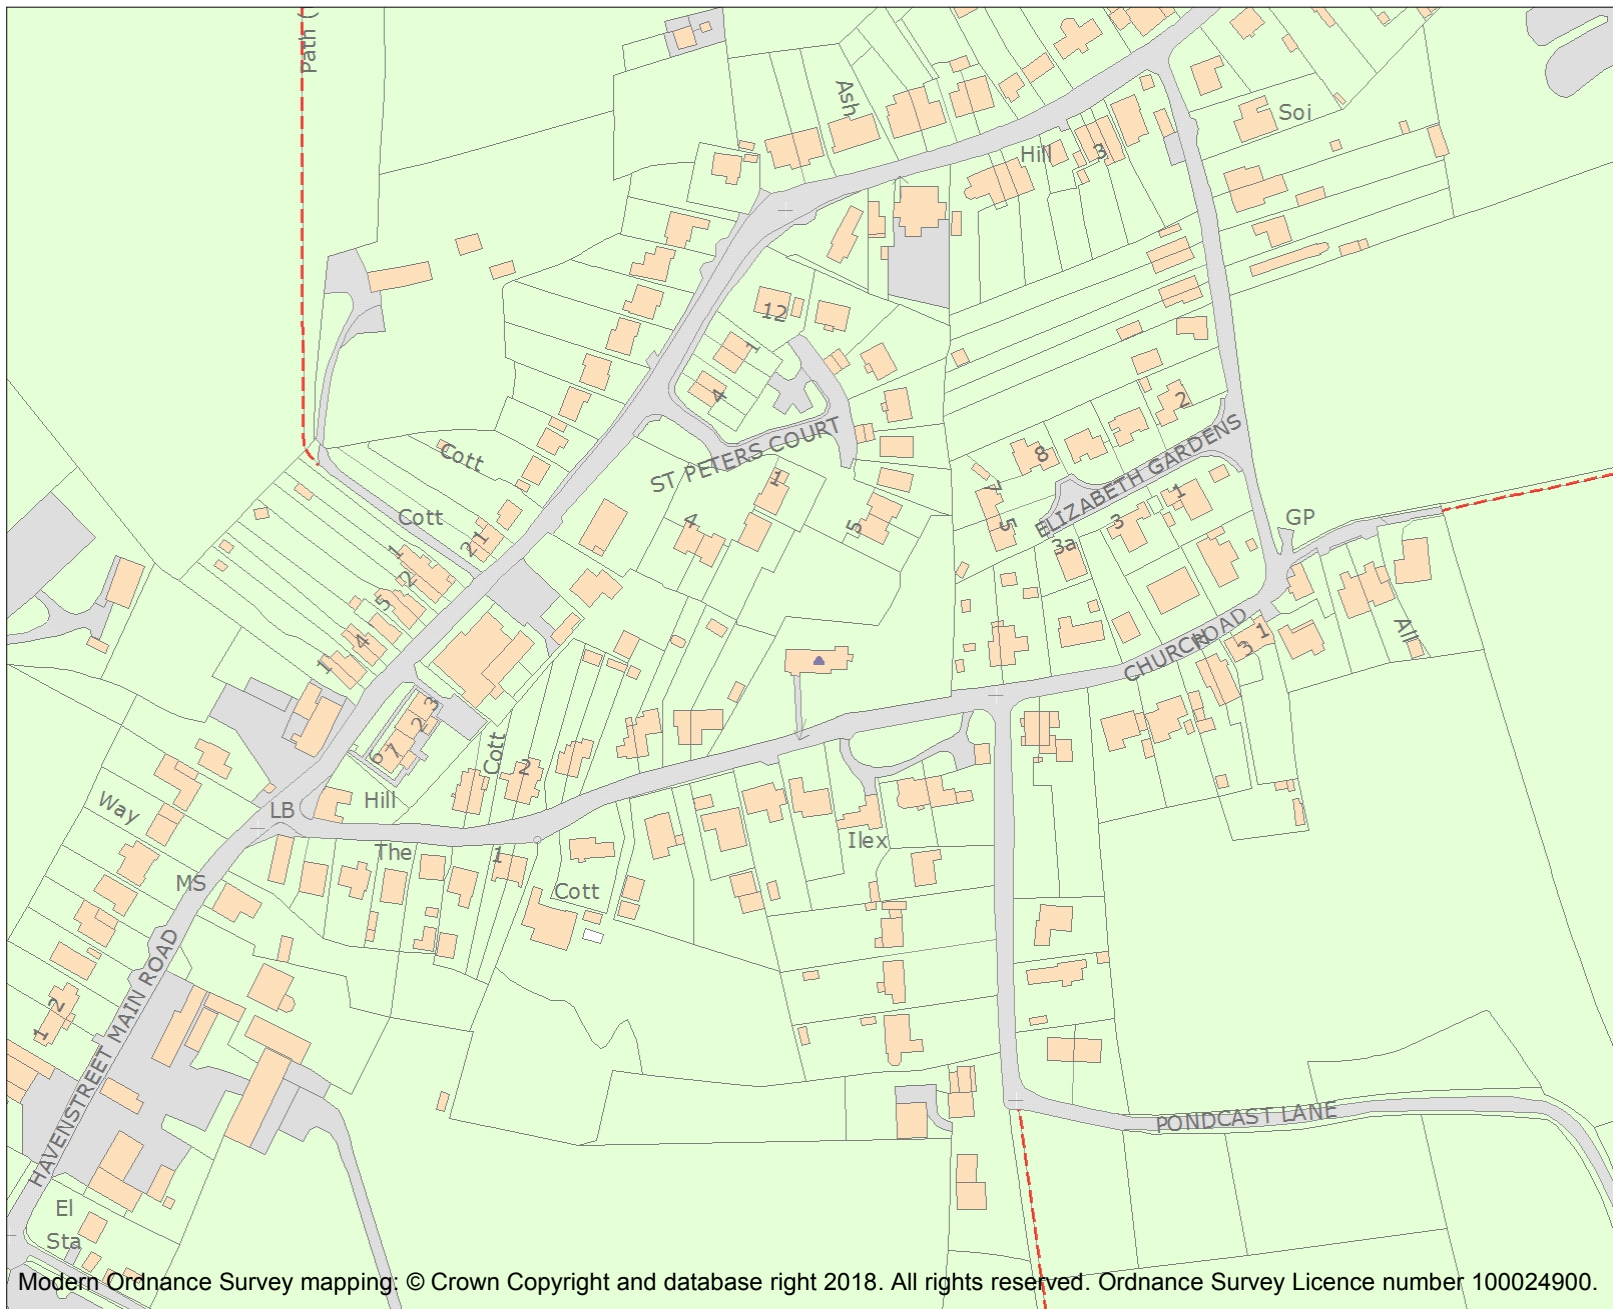 Path (
Ash
Soi
Hill
3
12
1
4
Cott
ST PETERS COURT
2
8
ELIZABETH GARDENS
7
5
1
3
3a
GP
1
4
5
Cott
2 1
1
2
5
4
1
CHURCH ROAD
1
3
All
3
2
6 7
Cott
2
Hill
LB
Way
The
1
Ilex
MS
Cott
HAVENSTREET MAIN ROAD
2
1
PONDCAST LANE
El
Sta
Modern Ordnance Survey mapping: © Crown Copyright and database right 2018. All rights reserved. Ordnance Survey Licence number 100024900.